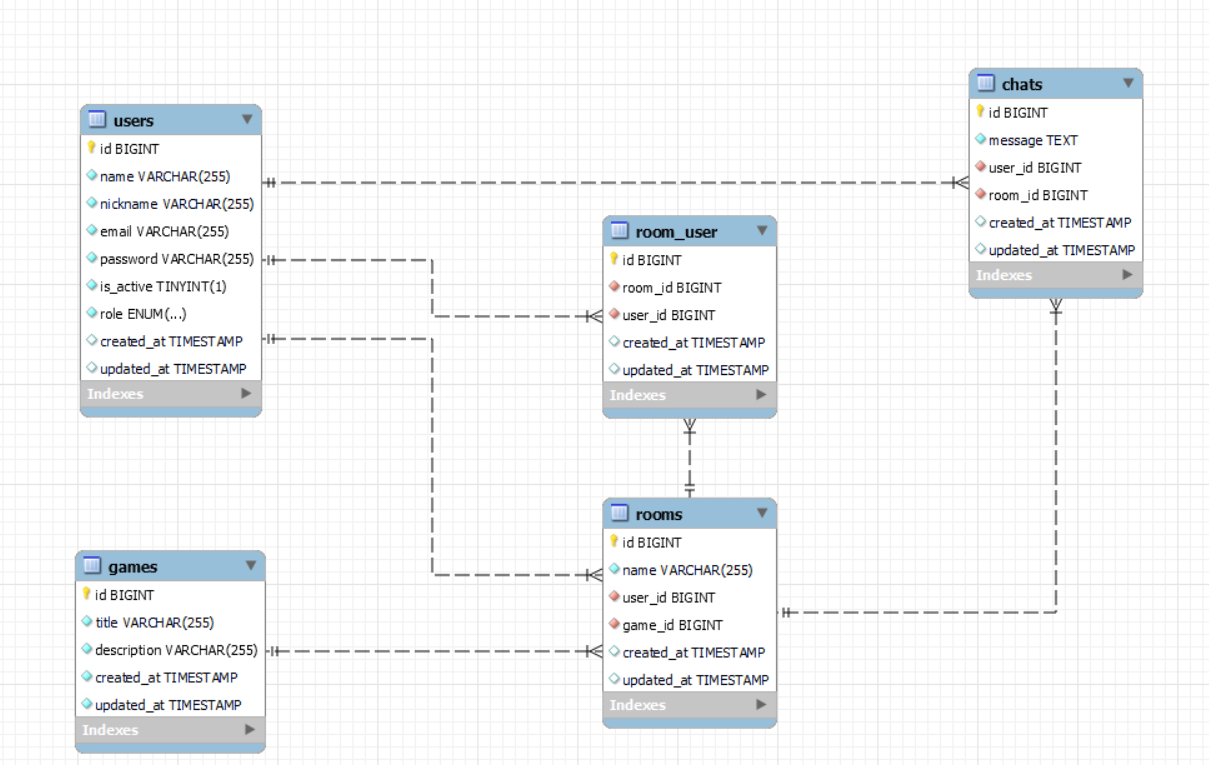 users
id BIGINT
name VARCHAR(255)
nickname VARCHAR(255)
email VARCHAR(255)
password VARCHAR(255)
is_active TINYINT(1)
role ENUM(...)
created_at TIMESTAMP
updated_at TIMESTAMP
Indexes
games
id BIGINT
title VARCHAR(255)
description VARCHAR(255)
created_at TIMESTAMP
updated_at TIMESTAMP
Indexes
room_user
id BIGINT
room_id BIGINT
user_id BIGINT
created_at TIMESTAMP
updated_at TIMESTAMP
Indexes
rooms
id BIGINT
name VARCHAR(255)
user_id BIGINT
game_id BIGINT
created_at TIMESTAMP
updated_at TIMESTAMP
Indexes
chats
id BIGINT
message TEXT
user_id BIGINT
room_id BIGINT
created_at TIMESTAMP
updated_at TIMESTAMP
Indexes